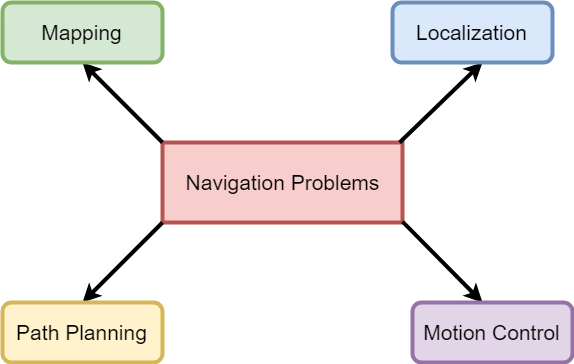 Mapping
Localization
Navigation Problems
Path Planning
Motion Control